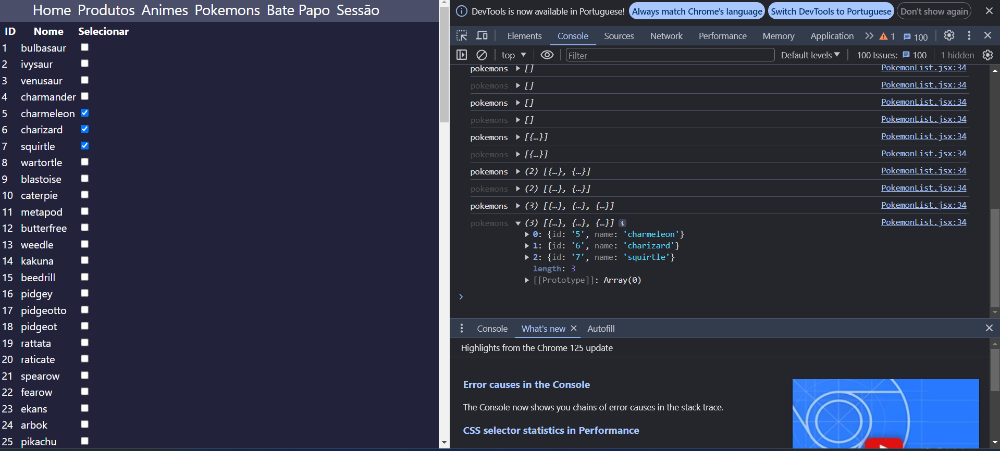 Home Produtos Animes Pokemons Bate Papo Sessão
ID Nome Selecionar
1 bulbasaur
2 ivysaur
3 venusaur
4 charmander
5 charmeleon
6 charizard
7 squirtle
8 wartortle
9 blastoise
10 caterpie
11 metapod
12 butterfree
13 weedle
14 kakuna
15 beedrill
16 pidgey
17 pidgeotto
18 pidgeot
19 rattata
20 raticate
21 spearow
22 fearow
23 ekans
24 arbok
25 pikachu
DevTools is now available in Portuguese! Always match Chrome's language Switch DevTools to Portuguese Don't show again
Elements Console Sources Network Performance Memory Application 1 100
top Filter Default levels 100 Issues: 100 1 hidden
pokemons [] PokemonList.jsx:34
pokemons [] PokemonList.jsx:34
pokemons [] PokemonList.jsx:34
pokemons [] PokemonList.jsx:34
pokemons [{…}] PokemonList.jsx:34
pokemons [{…}] PokemonList.jsx:34
pokemons (2) [{…}, {…}] PokemonList.jsx:34
pokemons (2) [{…}, {…}] PokemonList.jsx:34
pokemons (3) [{…}, {…}, {…}] PokemonList.jsx:34
pokemons (3) [{…}, {…}, {…}] i PokemonList.jsx:34
0: {id: '5', name: 'charmeleon'}
1: {id: '6', name: 'charizard'}
2: {id: '7', name: 'squirtle'}
length: 3
[[Prototype]]: Array(0)
Console What's new Autofill
Highlights from the Chrome 125 update
Error causes in the Console
The Console now shows you chains of error causes in the stack trace.
CSS selector statistics in Performance